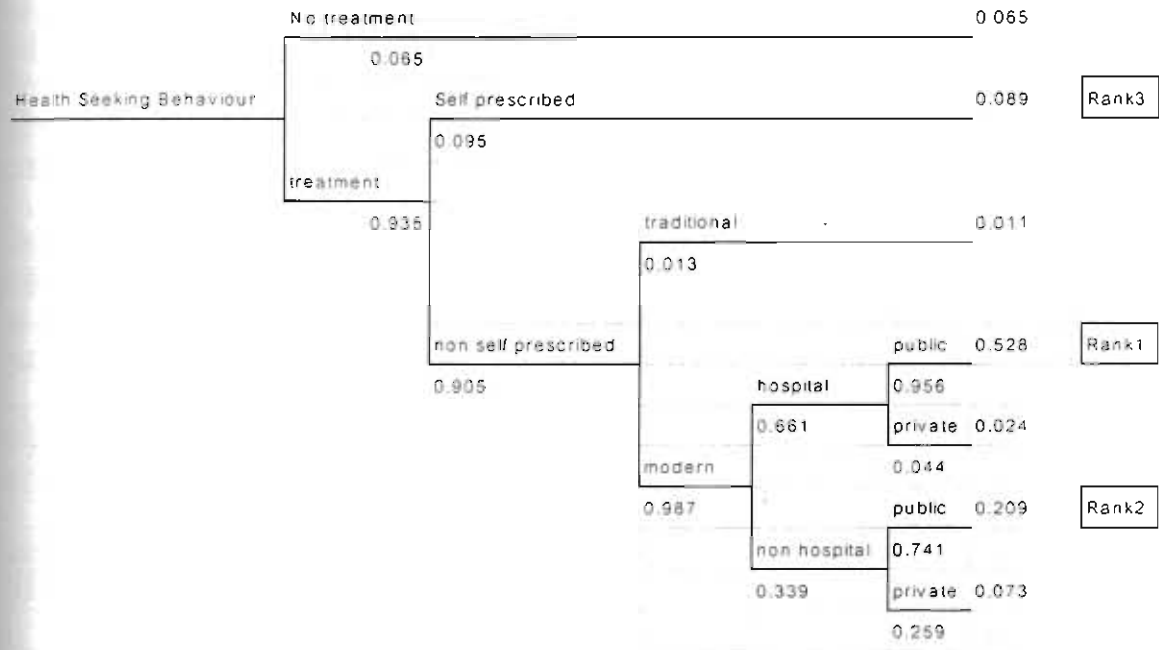 No treatment 0.065
0.065
Health Seeking Behaviour Self prescribed 0.089 Rank3
0.095
treatment
0.935 traditional 0.011
0.013
non self prescribed public 0.528 Rank1
0.905 hospital 0.956
0.661 private 0.024
modern 0.044
0.987 public 0.209 Rank2
non hospital 0.741
0.339 private 0.073
0.259